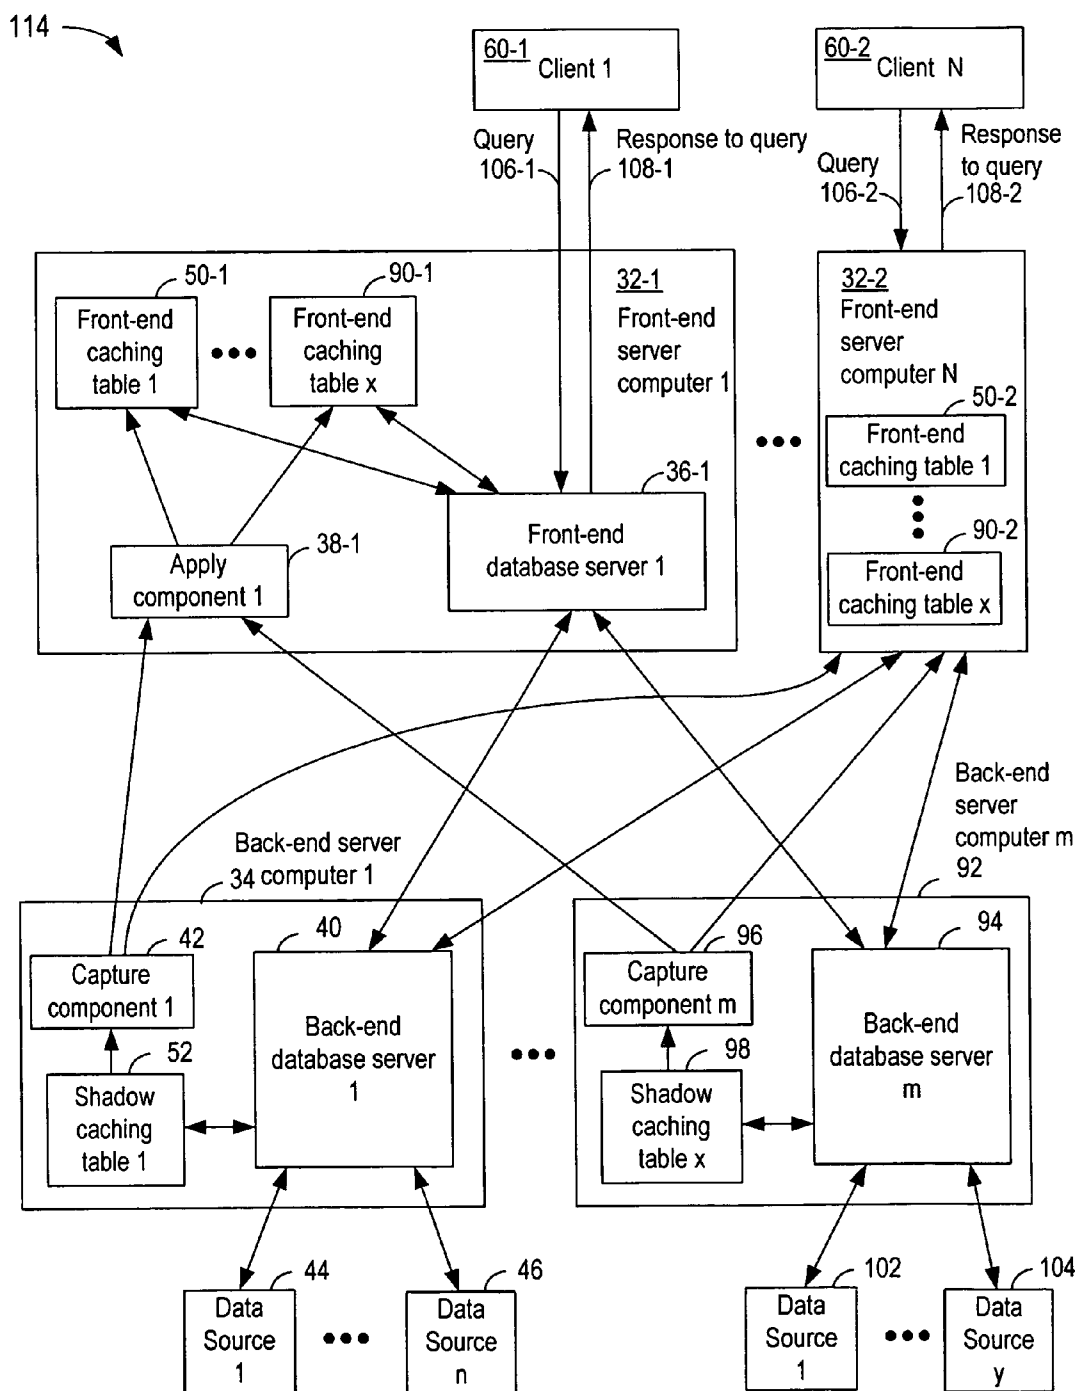 114
60-1
Client 1
60-2
Client N
Query
106-1
Response to query
108-1
Query
106-2
Response
to query
108-2
50-1
Front-end
caching
table 1
90-1
Front-end
caching
table x
32-1
Front-end
server
computer 1
32-2
Front-end
server
computer N
50-2
Front-end
caching table 1
90-2
Front-end
caching table x
36-1
Front-end
database server 1
38-1
Apply
component 1
Back-end server
computer 1
34
Back-end
server
computer m
92
42
Capture
component 1
40
Back-end
database server
1
52
Shadow
caching
table 1
96
Capture
component m
94
Back-end
database server
m
98
Shadow
caching
table x
44
Data
Source
1
46
Data
Source
n
102
Data
Source
1
104
Data
Source
y